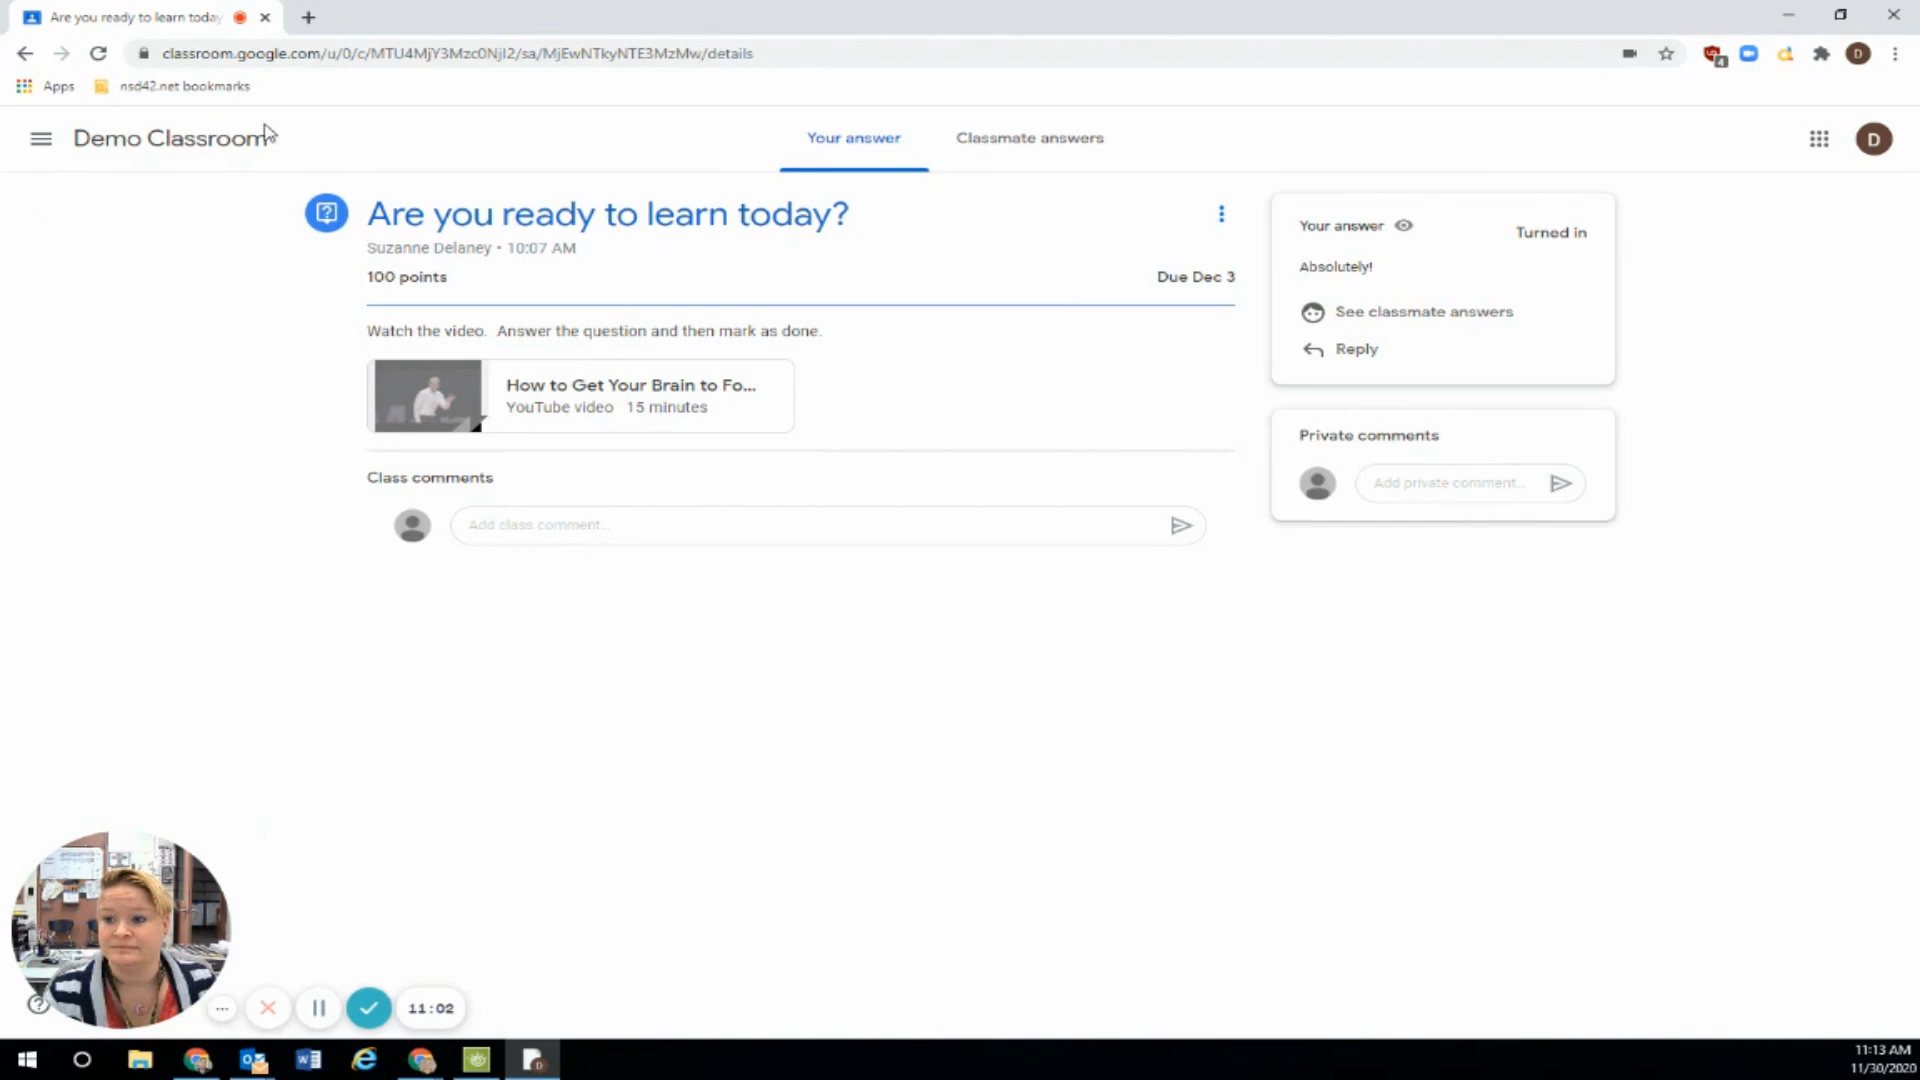 Are you ready to learn today
classroom.google.com/u/0/c/MTU4MjY3Mzc0NjI2/sa/MjEwNTkyNTE3MzMw/details
4
D
Apps
nsd42.net bookmarks
Demo Classroom
Your answer
Classmate answers
D
Are you ready to learn today?
Suzanne Delaney • 10:07 AM
100 points
Due Dec 3
Watch the video. Answer the question and then mark as done.
How to Get Your Brain to Fo...
YouTube video 15 minutes
Class comments
Add class comment...
Your answer
Turned in
Absolutely!
See classmate answers
Reply
Private comments
Add private comment...
11:02
11:13 AM
11/30/2020